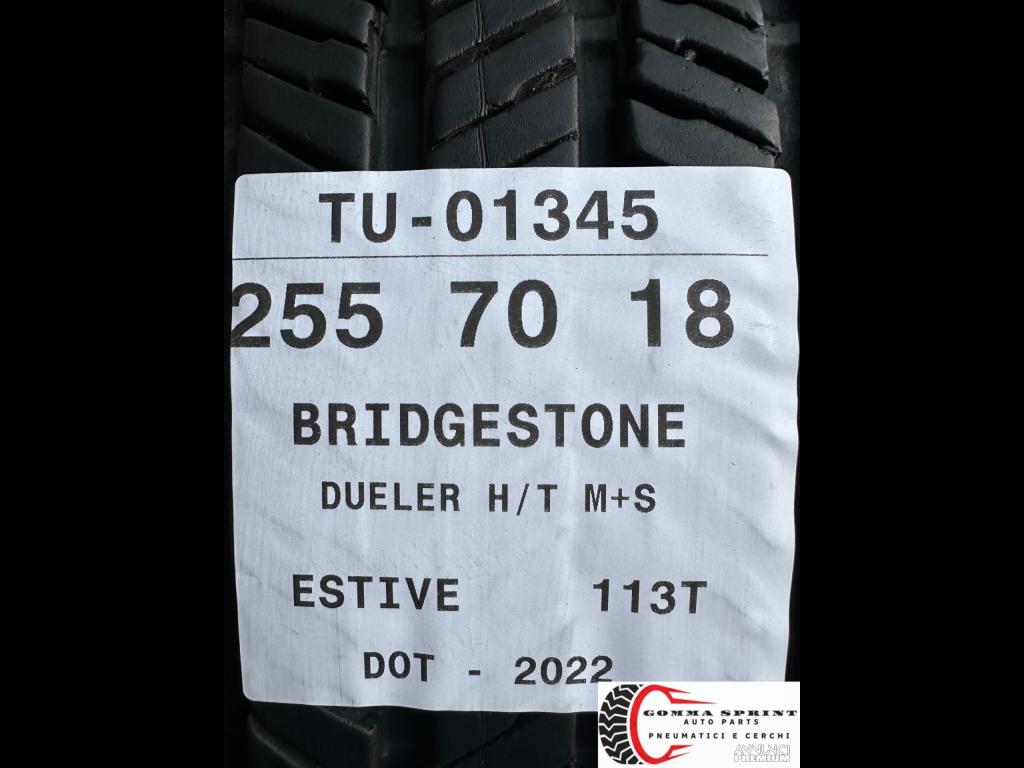 TU-01345
255 70 18
BRIDGESTONE
DUELER H/T M+S
ESTIVE 113T
DOT - 2022
GOMMA SPRINT
AUTO PARTS
PNEUMATICI E CERCHI
ANNUNCI
PREMIUM